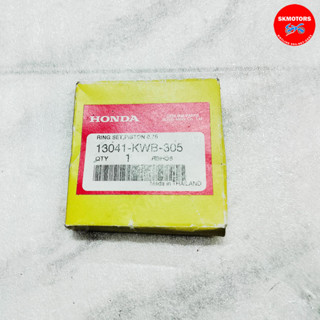 SKMOTORS
HONDA
RING SET,PISTON 0.75
13041-KWB-305
QTY 1
MADE IN THAILAND